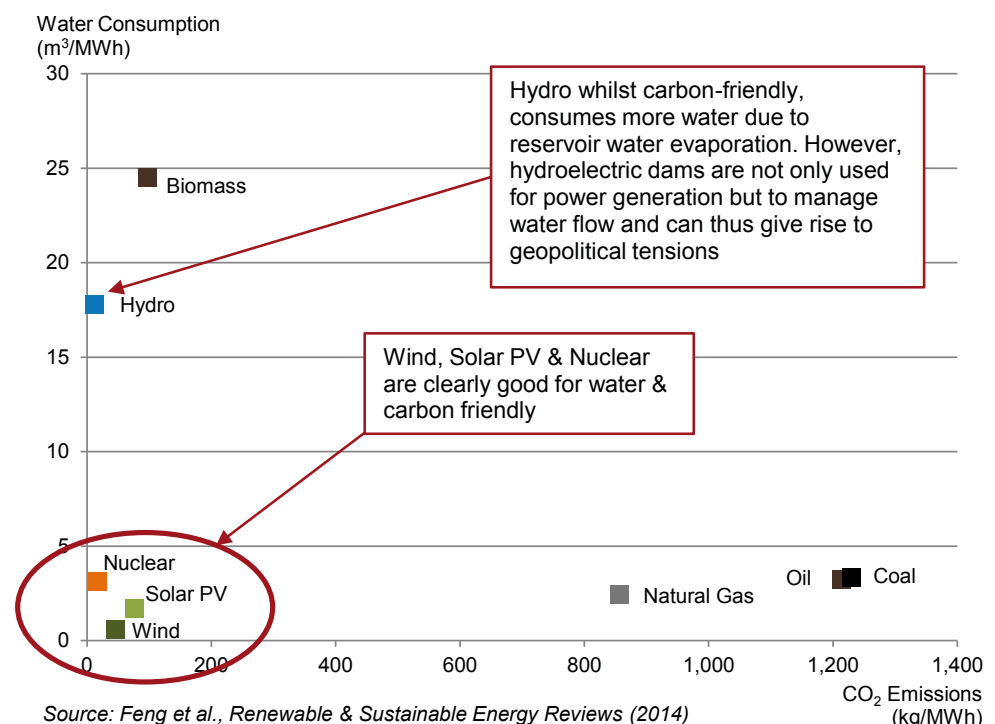 Water Consumption
(m³/MWh)
30
25
20
15
10
5
0
Hydro whilst carbon-friendly,
consumes more water due to
reservoir water evaporation. However,
hydroelectric dams are not only used
for power generation but to manage
water flow and can thus give rise to
geopolitical tensions
Biomass
Hydro
Wind, Solar PV & Nuclear
are clearly good for water &
carbon friendly
Nuclear
Solar PV
Wind
Natural Gas
Oil
Coal
0 200 400 600 800 1,000 1,200 1,400
CO₂ Emissions
(kg/MWh)
Source: Feng et al., Renewable & Sustainable Energy Reviews (2014)